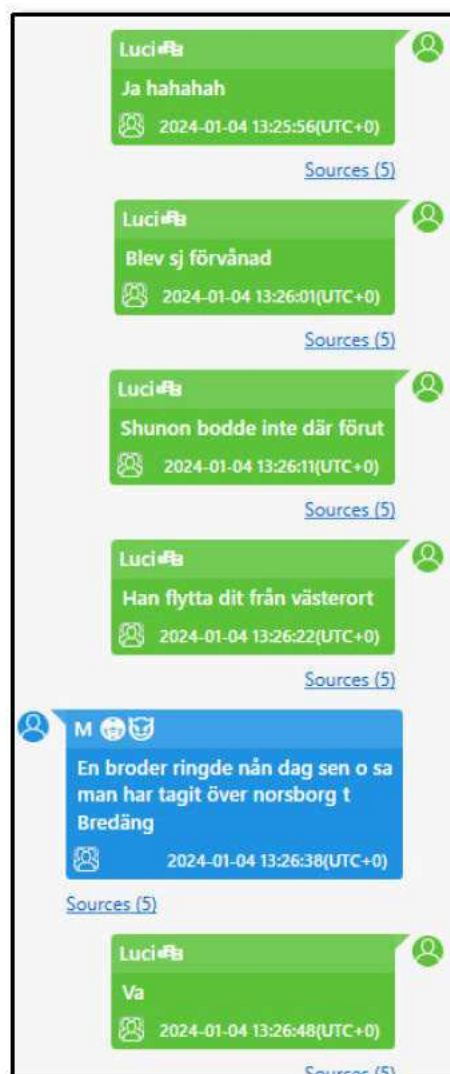 Luci
Ja hahahah
2024-01-04 13:25:56(UTC+0)
Sources (5)
Luci
Blev sj förvånad
2024-01-04 13:26:01(UTC+0)
Sources (5)
Luci
Shunon bodde inte där förut
2024-01-04 13:26:11(UTC+0)
Sources (5)
Luci
Han flytta dit från västerort
2024-01-04 13:26:22(UTC+0)
Sources (5)
M
En broder ringde nån dag sen o sa
man har tagit över norsborg t
Bredäng
2024-01-04 13:26:38(UTC+0)
Sources (5)
Luci
Va
2024-01-04 13:26:48(UTC+0)
Sources (5)